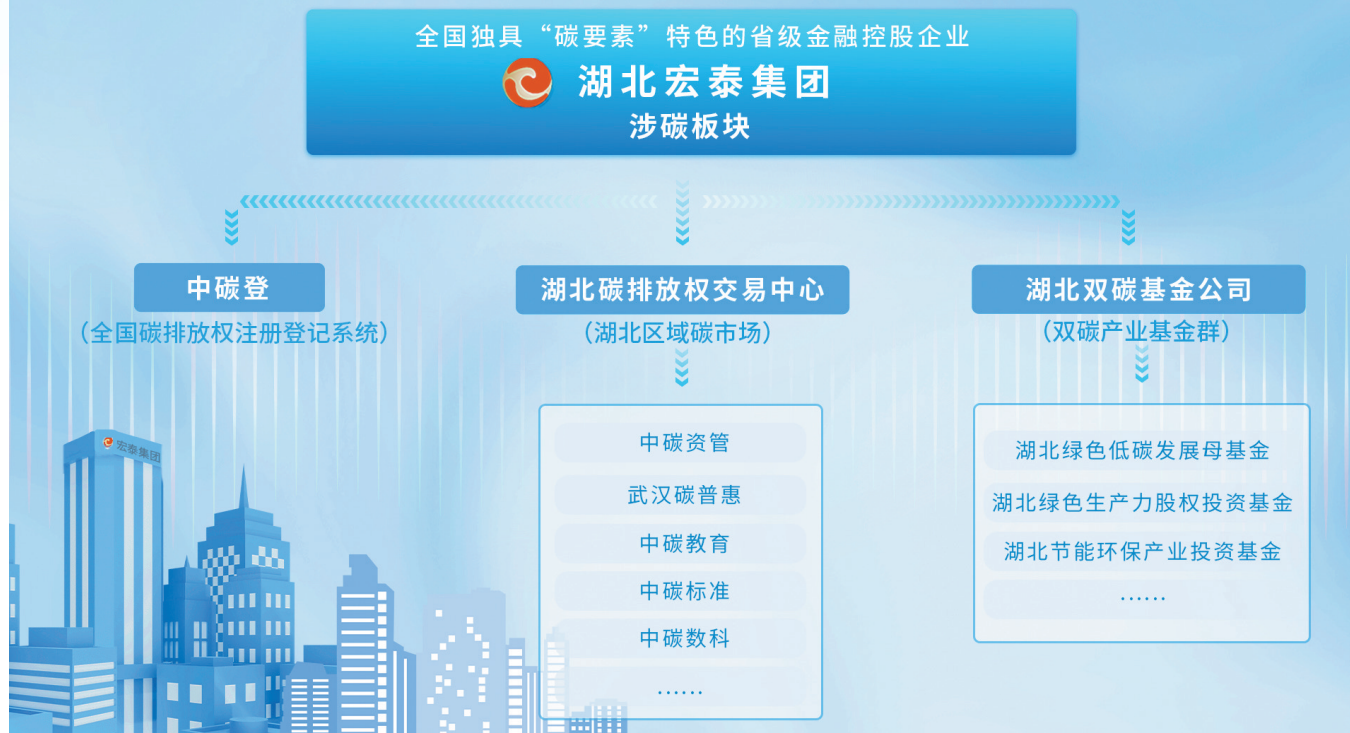 全国独具“碳要素”特色的省级金融控股企业
湖北宏泰集团
涉碳板块
中碳登
（全国碳排放权注册登记系统）
湖北碳排放权交易中心
（湖北区域碳市场）
中碳资管
武汉碳普惠
中碳教育
中碳标准
中碳数科
……
湖北双碳基金公司
（双碳产业基金群）
湖北绿色低碳发展母基金
湖北绿色生产力股权投资基金
湖北节能环保产业投资基金
……
宏泰集团